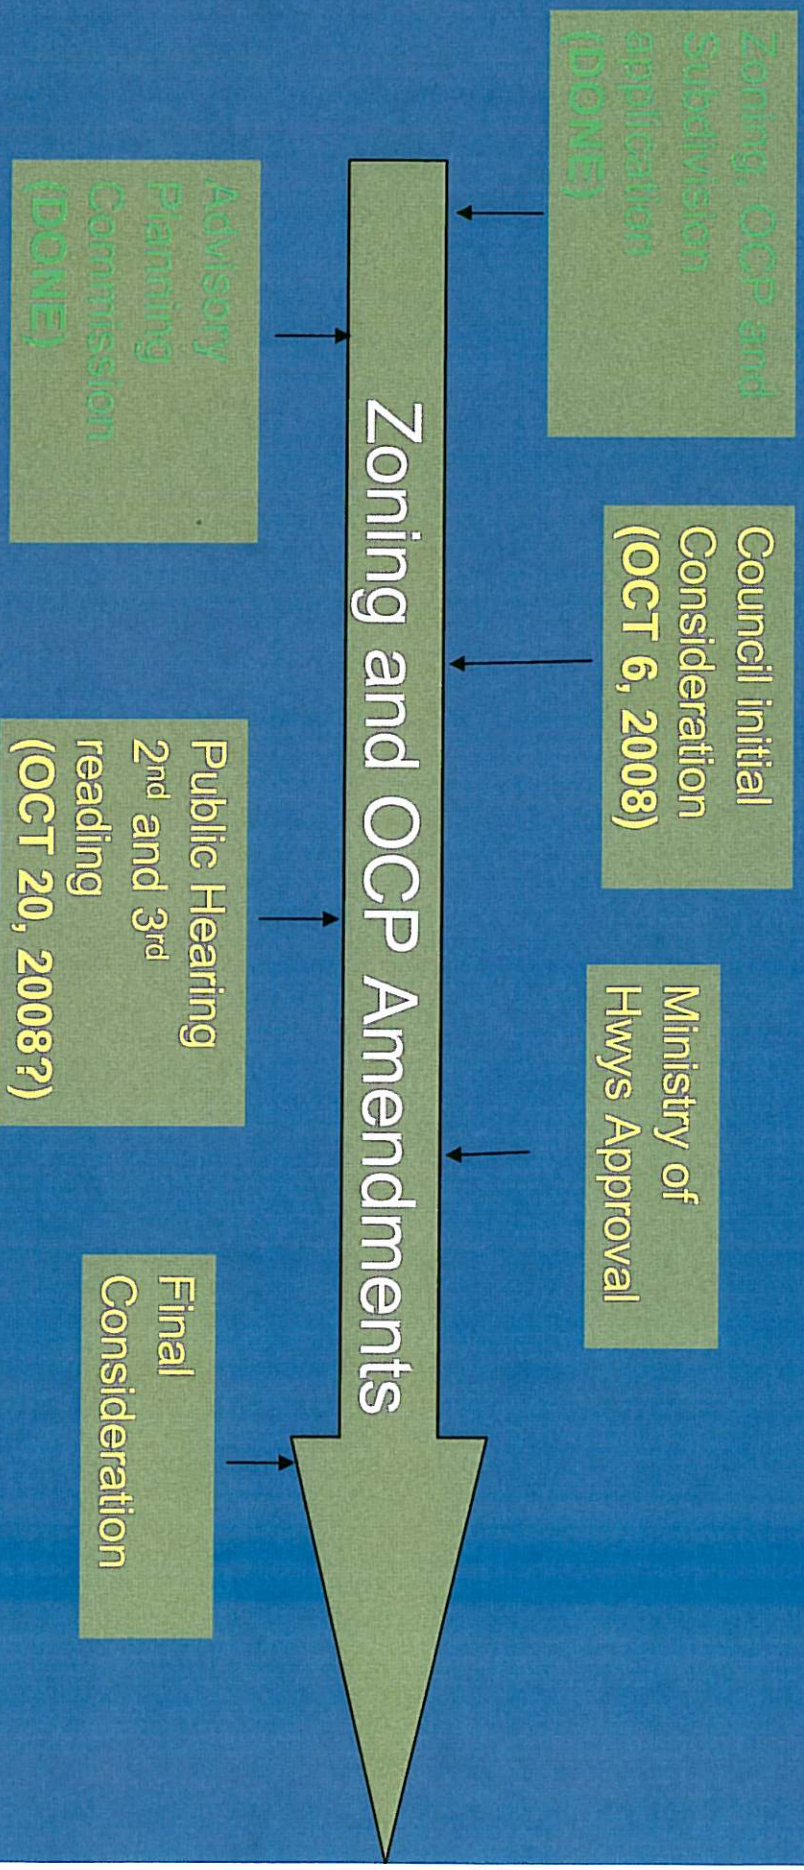 Zoning, OCP and
Subdivision
application
(DONE)
Council initial
Consideration
(OCT 6, 2008)
Ministry of
Hwys Approval
Zoning and OCP Amendments
Advisory
Planning
Commission
(DONE)
Public Hearing
2nd and 3rd
reading
(OCT 20, 2008?)
Final
Consideration